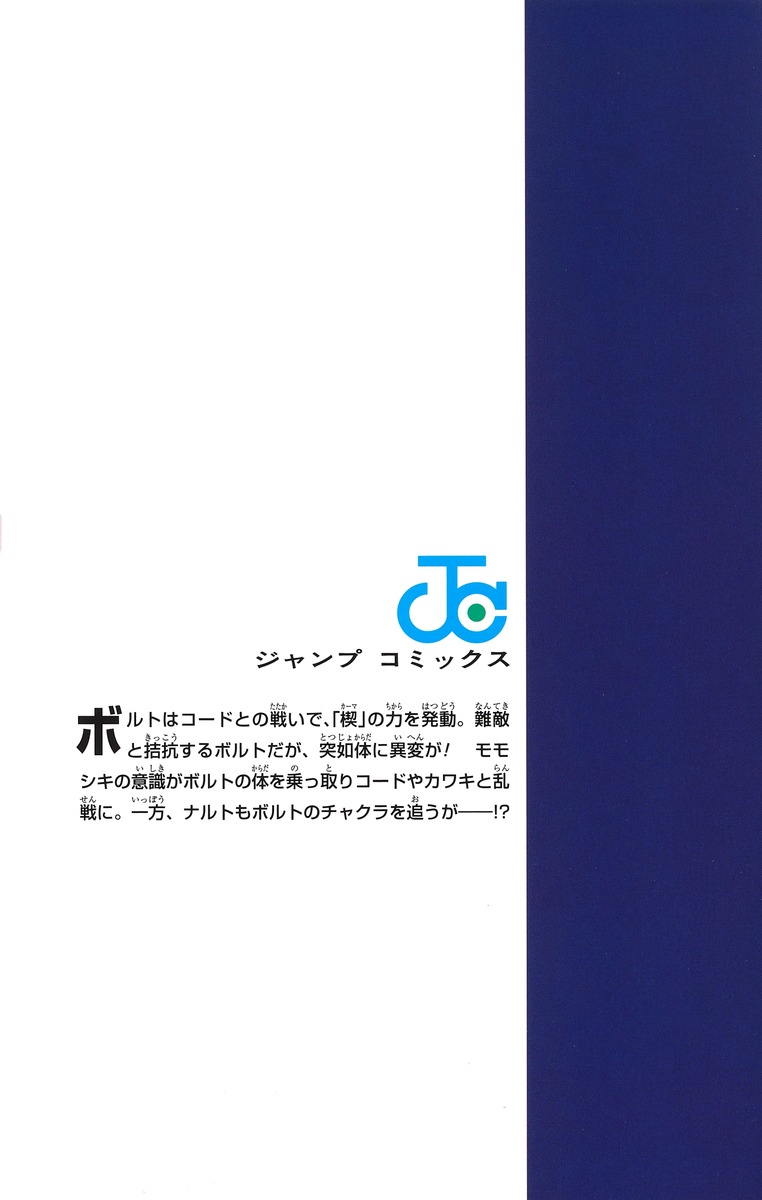 JC
ジャンプ コミックス
ボルトはコードとの戦いで、「楔」の力を発動。難敵
と拮抗するボルトだが、突如体に異変が! モモ
シキの意識がボルトの体を乗っ取りコードやカワキと乱
戦に。一方、ナルトもボルトのチャクラを追うが――!?